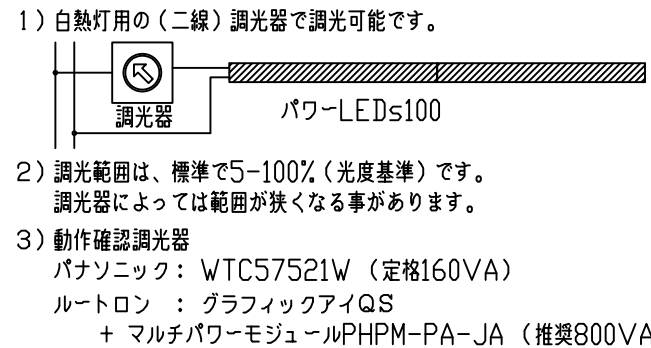 1）白熱灯用の（二線）調光器で調光可能です。
調光器
パワーLEDs100
2）調光範囲は、標準で5-100%（光度基準）です。
調光器によっては範囲が狭くなる事があります。
3）動作確認調光器
パナソニック： WTC57521W （定格160VA）
ルートロン ： グラフィックアイQS
+ マルチパワーモジュールPHPM-PA-JA （推奨800VA